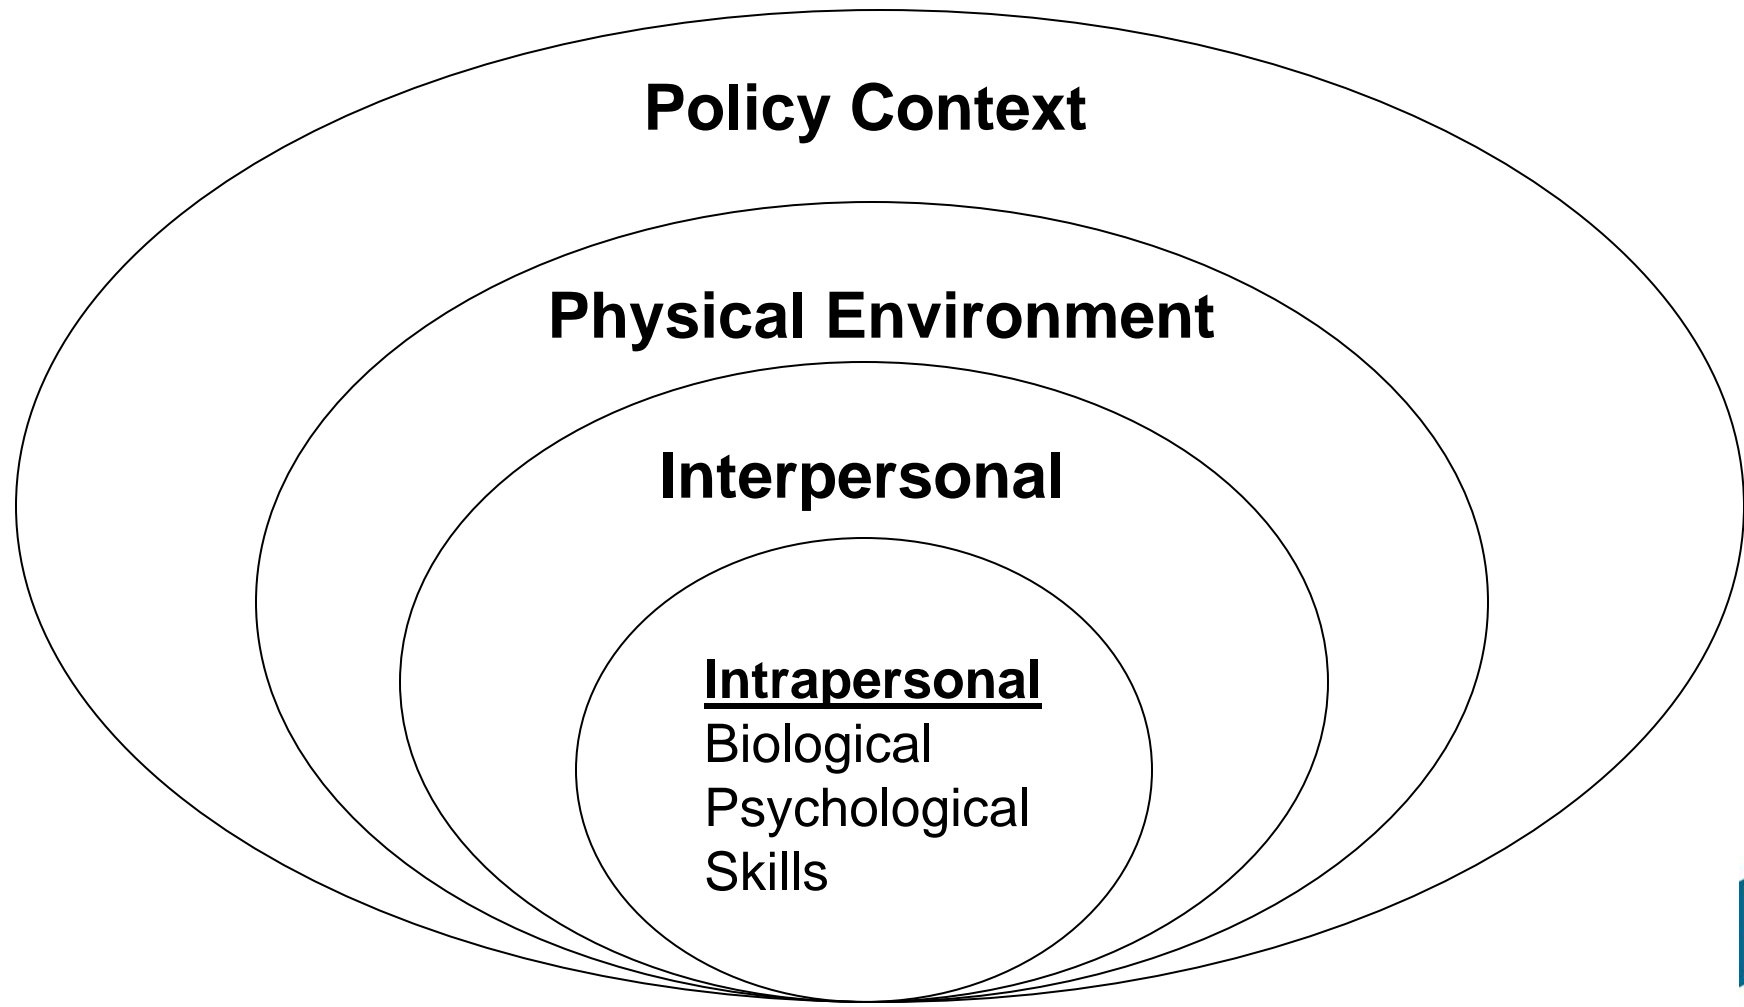 Policy Context
Physical Environment
Interpersonal
Intrapersonal
Biological
Psychological
Skills